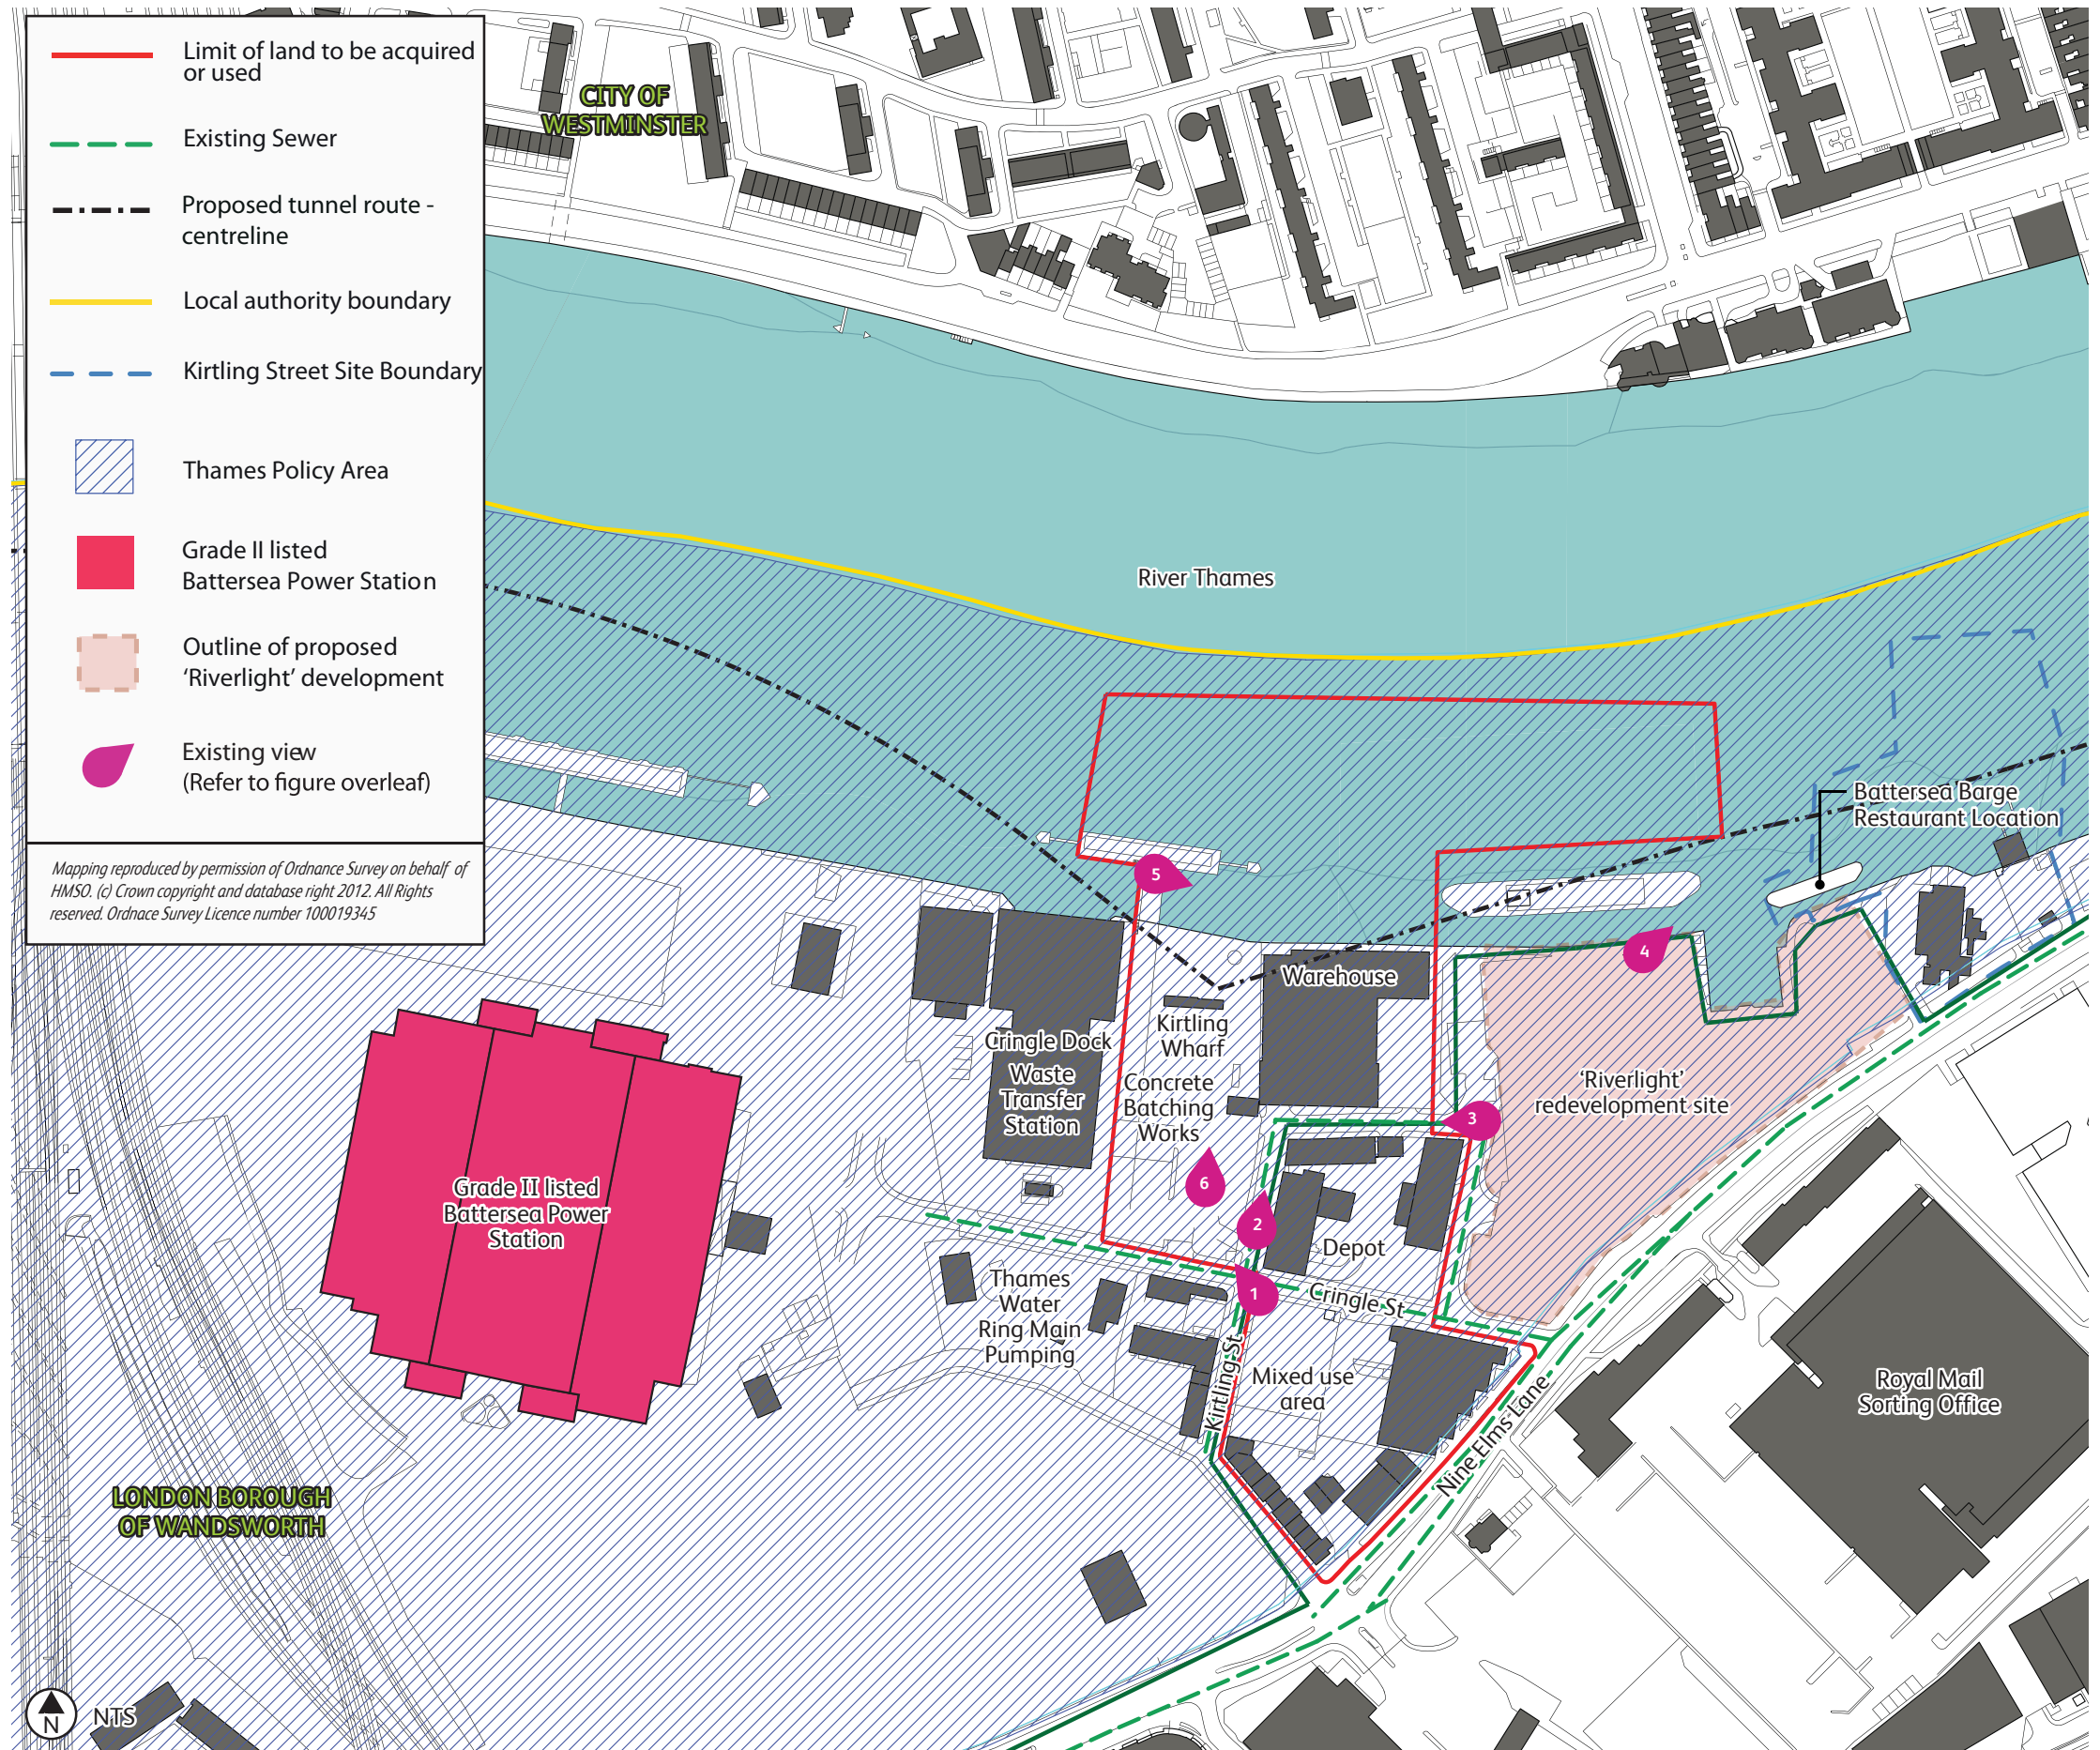 Limit of land to be acquired
or used
Existing Sewer
Proposed tunnel route -
centreline
Local authority boundary
Kirtling Street Site Boundary
Thames Policy Area
Grade II listed
Battersea Power Station
Outline of proposed
‘Riverlight’ development
Existing view
(Refer to figure overleaf)
Mapping reproduced by permission of Ordnance Survey on behalf of
HMSO. (c) Crown copyright and database right 2012. All Rights
reserved. Ordnace Survey Licence number 100019345
CITY OF
WESTMINSTER
River Thames
Battersea Barge
Restaurant Location
5
4
Warehouse
Kirtling
Wharf
Cringle Dock
Waste
Transfer
Station
Concrete
Batching
Works
‘Riverlight’
redevelopment site
3
6
2
1
Grade II listed
Battersea Power
Station
Depot
Cringle St
Thames
Water
Ring Main
Pumping
Kirtling St
Mixed use
area
Nine Elms Lane
Royal Mail
Sorting Office
LONDON BOROUGH
OF WANDSWORTH
N
NTS